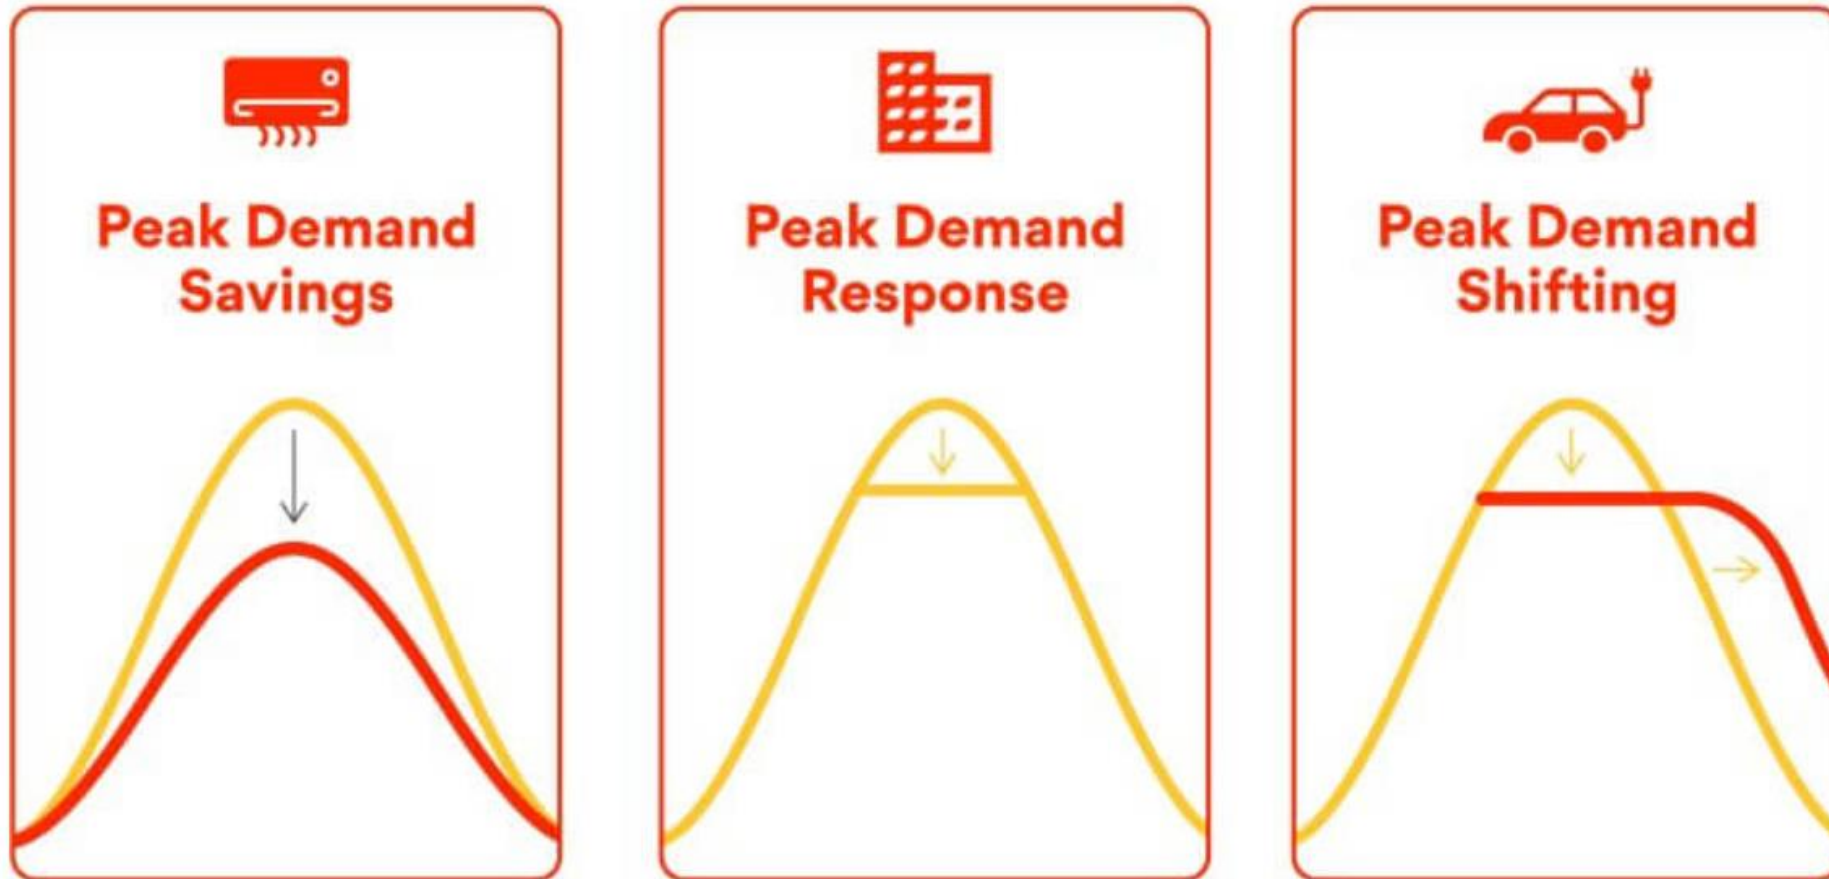 Peak Demand
Savings
Peak Demand
Response
Peak Demand
Shifting